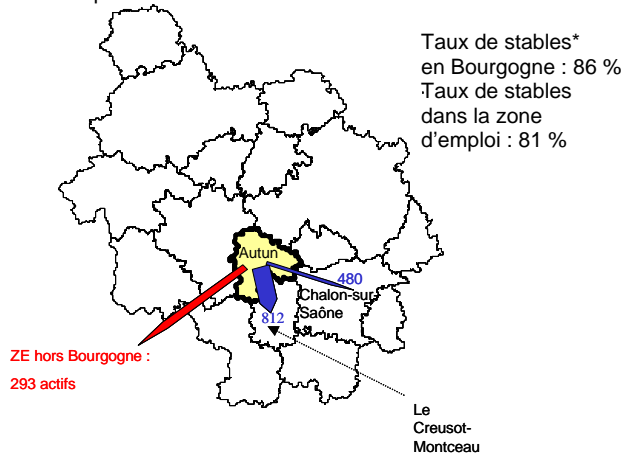 Taux de stables*
en Bourgogne : 86 %
Taux de stables
dans la zone
d'emploi : 81 %
Autun
480
Chalon-sur-
Saône
812
ZE hors Bourgogne :
293 actifs
Le
Creusot-
Montceau